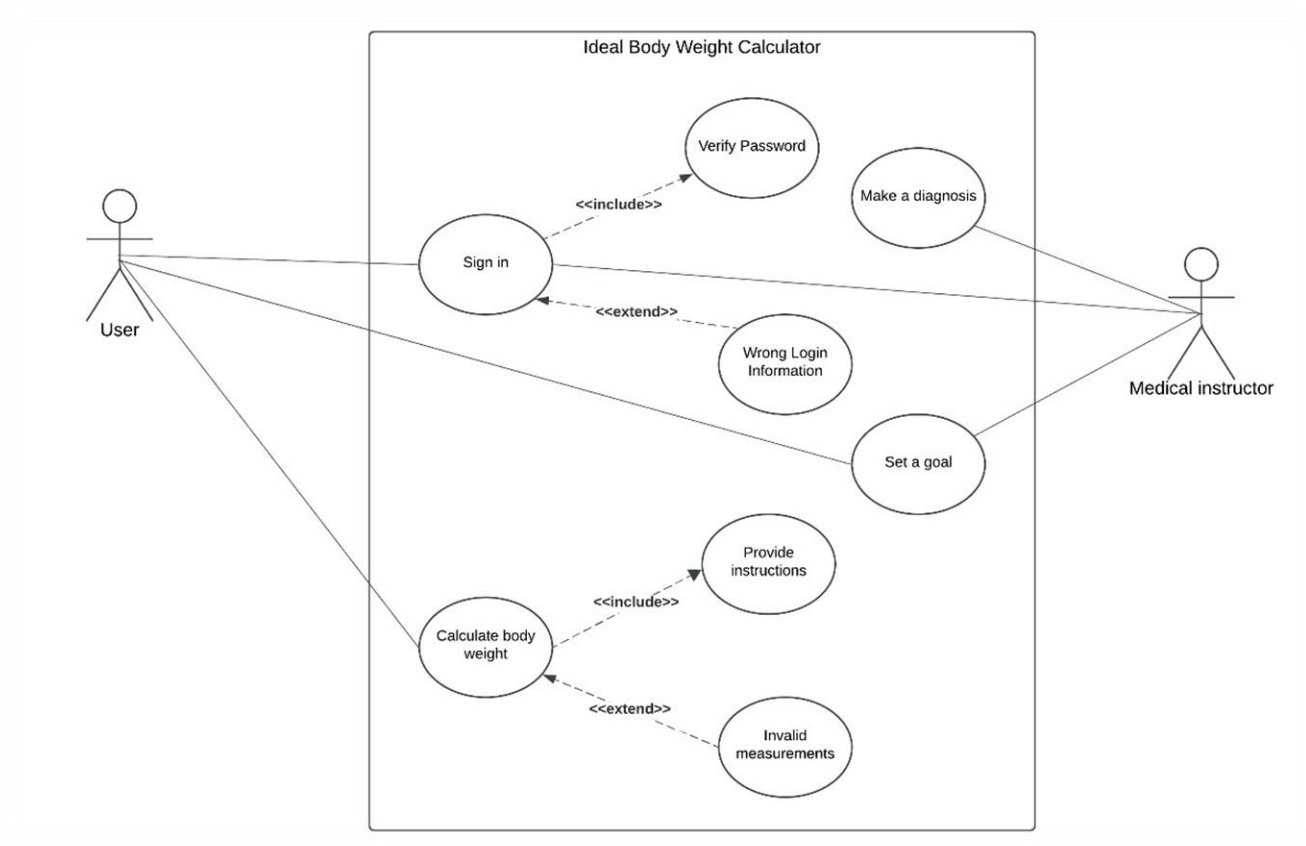 Ideal Body Weight Calculator
Verify Password
Make a diagnosis
<<include>>
Sign in
<<extend>>
User
Wrong Login
Information
Medical instructor
Set a goal
Provide
instructions
<<include>>
Calculate body
weight
<<extend>>
Invalid
measurements